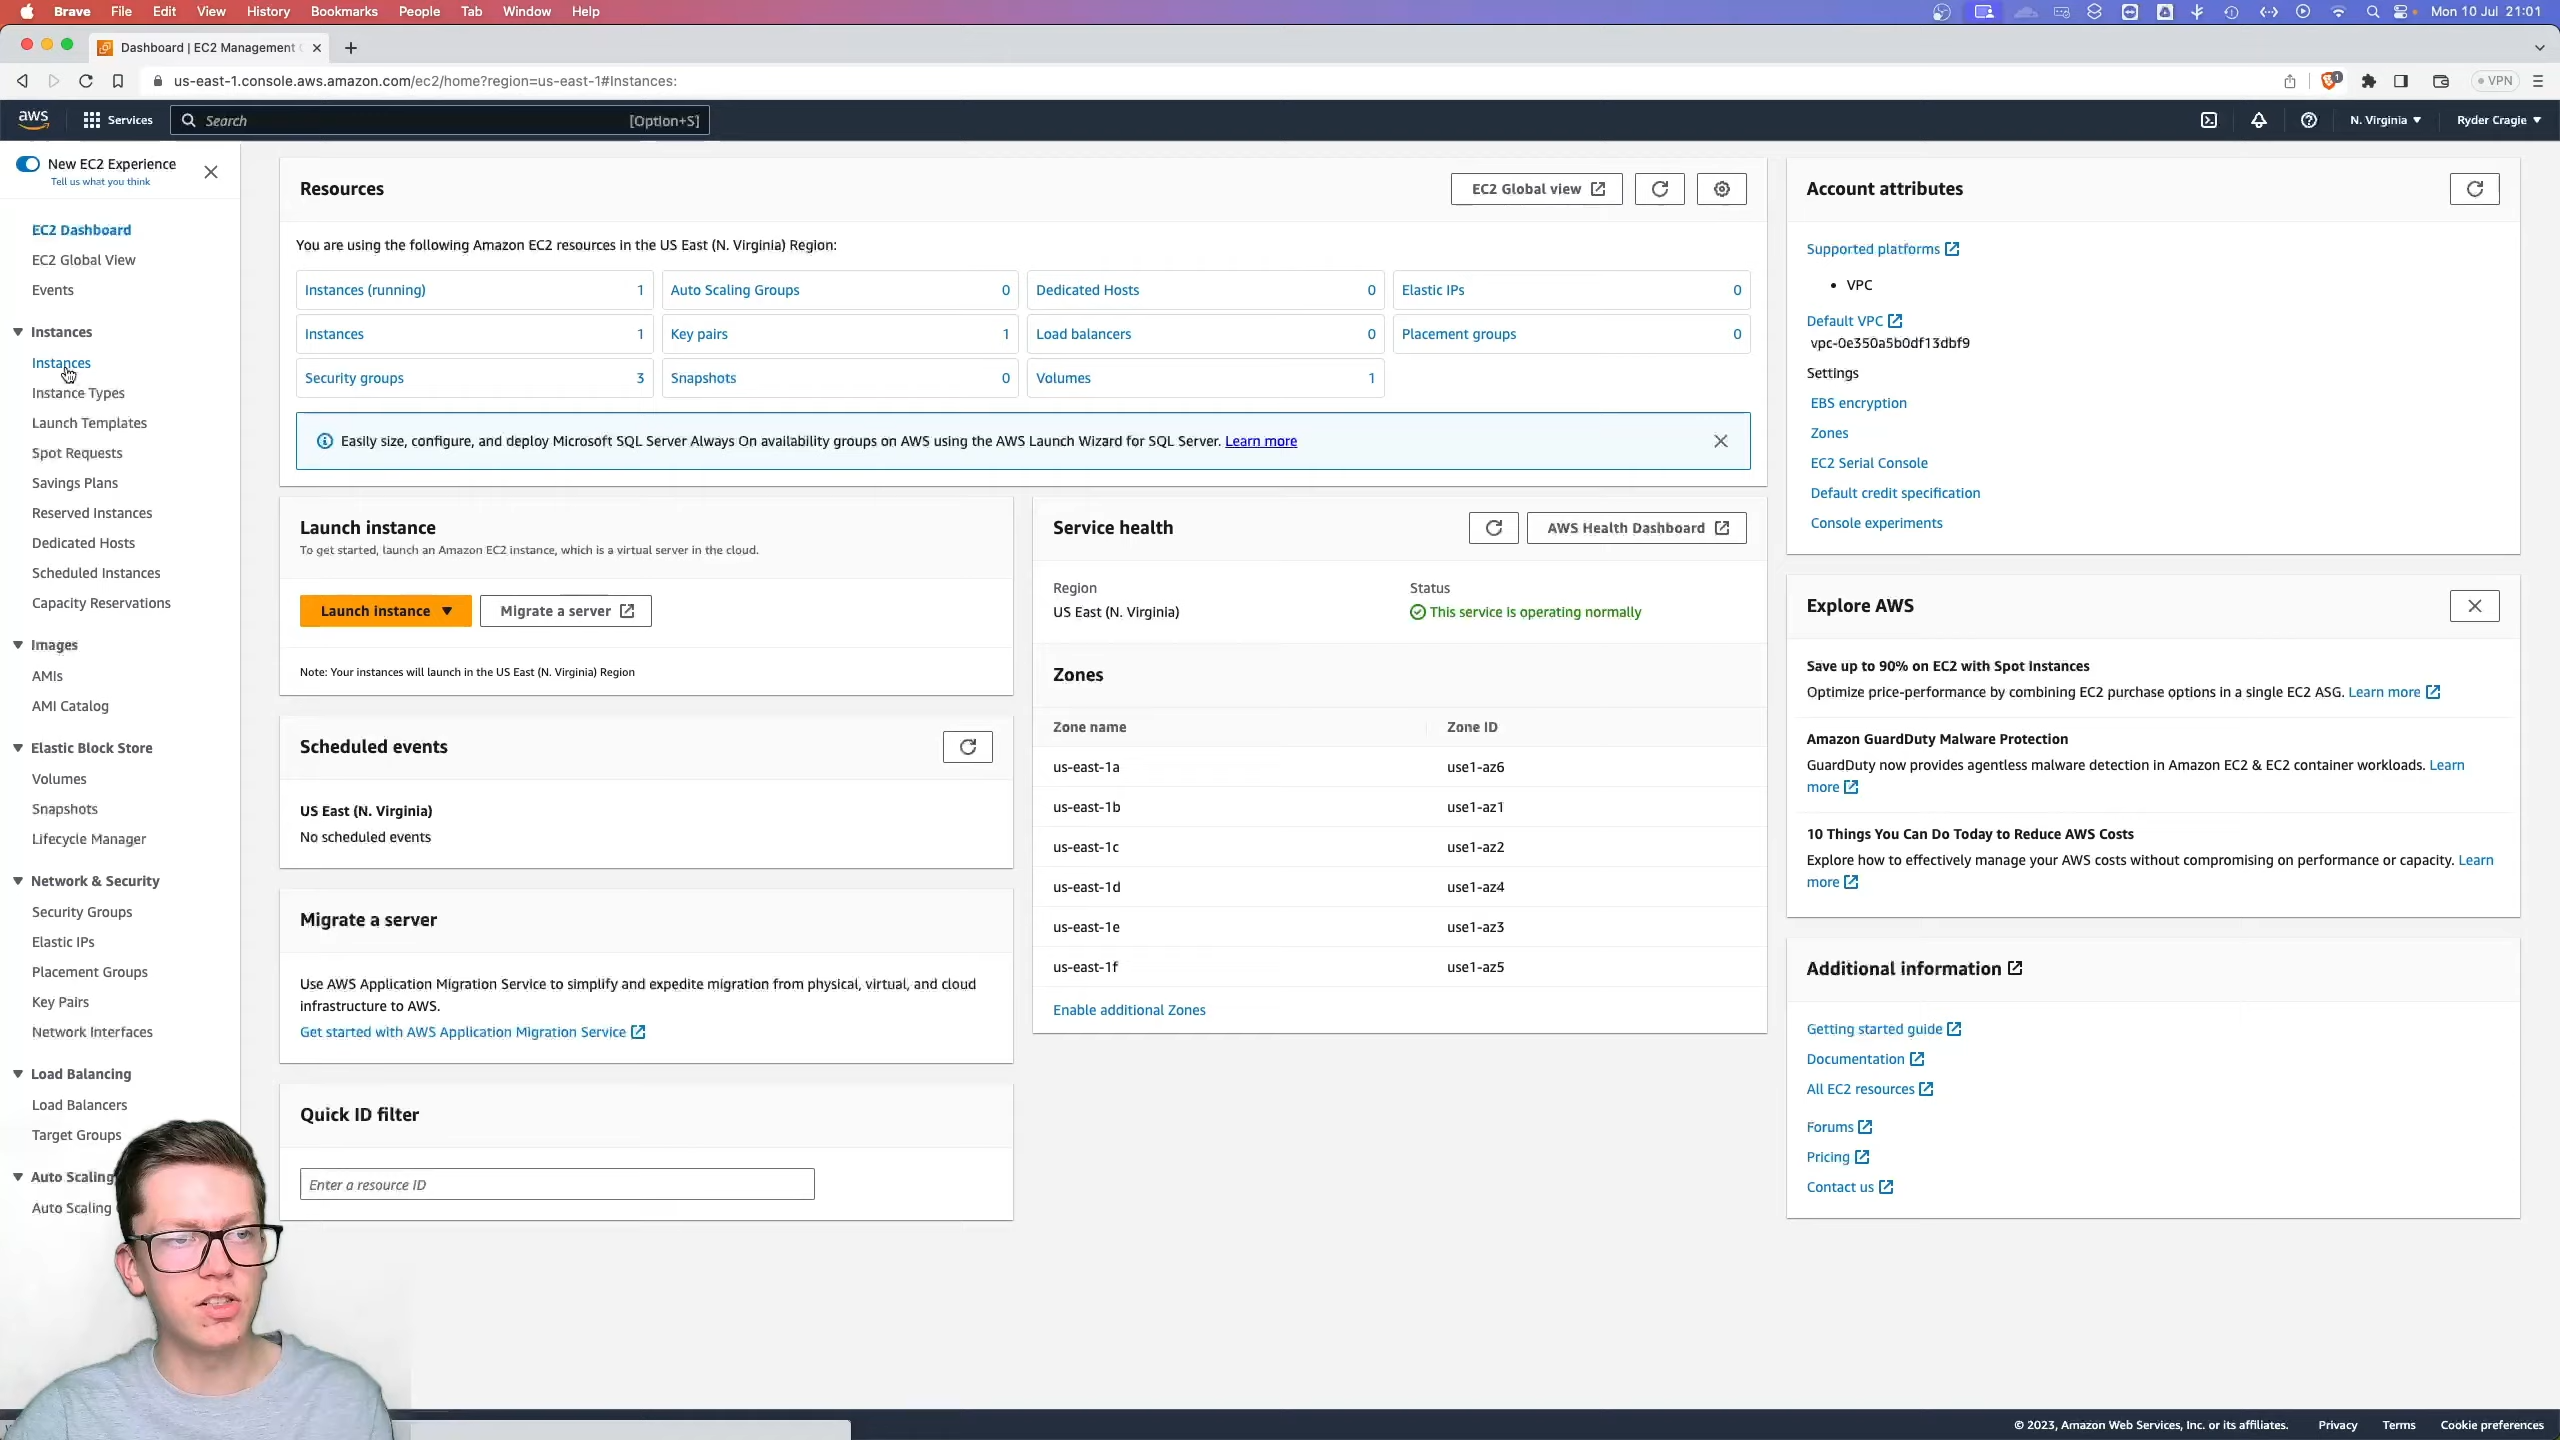 Brave File Edit View History Bookmarks People Tab Window Help
Mon 10 Jul 21:01
Dashboard | EC2 Management
us-east-1.console.aws.amazon.com/ec2/home?region=us-east-1#Instances:
VPN
aws Services Search [Option+S] N. Virginia Ryder Cragie
New EC2 Experience
Tell us what you think
EC2 Dashboard
EC2 Global View
Events
Instances
Instances
Instance Types
Launch Templates
Spot Requests
Savings Plans
Reserved Instances
Dedicated Hosts
Scheduled Instances
Capacity Reservations
Images
AMIs
AMI Catalog
Elastic Block Store
Volumes
Snapshots
Lifecycle Manager
Network & Security
Security Groups
Elastic IPs
Placement Groups
Key Pairs
Network Interfaces
Load Balancing
Load Balancers
Target Groups
Auto Scaling
Auto Scaling
Resources
EC2 Global view
You are using the following Amazon EC2 resources in the US East (N. Virginia) Region:
Instances (running) 1 Auto Scaling Groups 0 Dedicated Hosts 0 Elastic IPs 0
Instances 1 Key pairs 1 Load balancers 0 Placement groups 0
Security groups 3 Snapshots 0 Volumes 1
Easily size, configure, and deploy Microsoft SQL Server Always On availability groups on AWS using the AWS Launch Wizard for SQL Server. Learn more
Launch instance
To get started, launch an Amazon EC2 instance, which is a virtual server in the cloud.
Launch instance Migrate a server
Note: Your instances will launch in the US East (N. Virginia) Region
Scheduled events
US East (N. Virginia)
No scheduled events
Migrate a server
Use AWS Application Migration Service to simplify and expedite migration from physical, virtual, and cloud
infrastructure to AWS.
Get started with AWS Application Migration Service
Quick ID filter
Enter a resource ID
Service health
AWS Health Dashboard
Region Status
US East (N. Virginia) This service is operating normally
Zones
Zone name Zone ID
us-east-1a use1-az6
us-east-1b use1-az1
us-east-1c use1-az2
us-east-1d use1-az4
us-east-1e use1-az3
us-east-1f use1-az5
Enable additional Zones
Account attributes
Supported platforms
• VPC
Default VPC
vpc-0e350a5b0df13dbf9
Settings
EBS encryption
Zones
EC2 Serial Console
Default credit specification
Console experiments
Explore AWS
Save up to 90% on EC2 with Spot Instances
Optimize price-performance by combining EC2 purchase options in a single EC2 ASG. Learn more
Amazon GuardDuty Malware Protection
GuardDuty now provides agentless malware detection in Amazon EC2 & EC2 container workloads. Learn
more
10 Things You Can Do Today to Reduce AWS Costs
Explore how to effectively manage your AWS costs without compromising on performance or capacity. Learn
more
Additional information
Getting started guide
Documentation
All EC2 resources
Forums
Pricing
Contact us
© 2023, Amazon Web Services, Inc. or its affiliates. Privacy Terms Cookie preferences